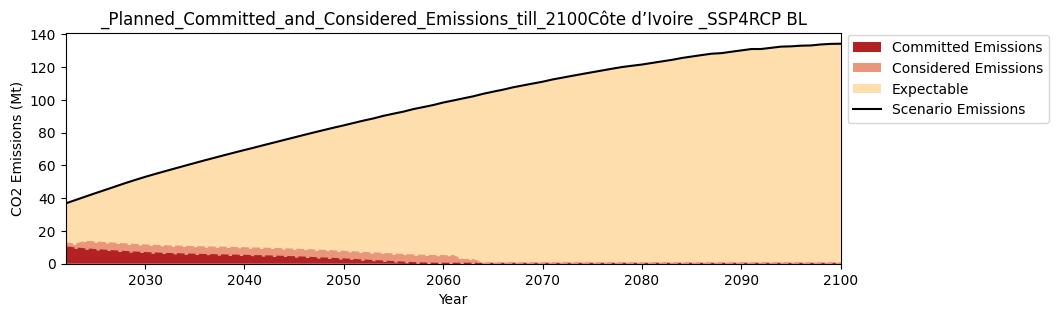 _Planned_Committed_and_Considered_Emissions_till_2100Côte d’Ivoire _SSP4RCP BL
140
120
100
80
60
40
20
0
CO2 Emissions (Mt)
2030
2040
2050
2060
2070
2080
2090
2100
Year
Committed Emissions
Considered Emissions
Expectable
Scenario Emissions